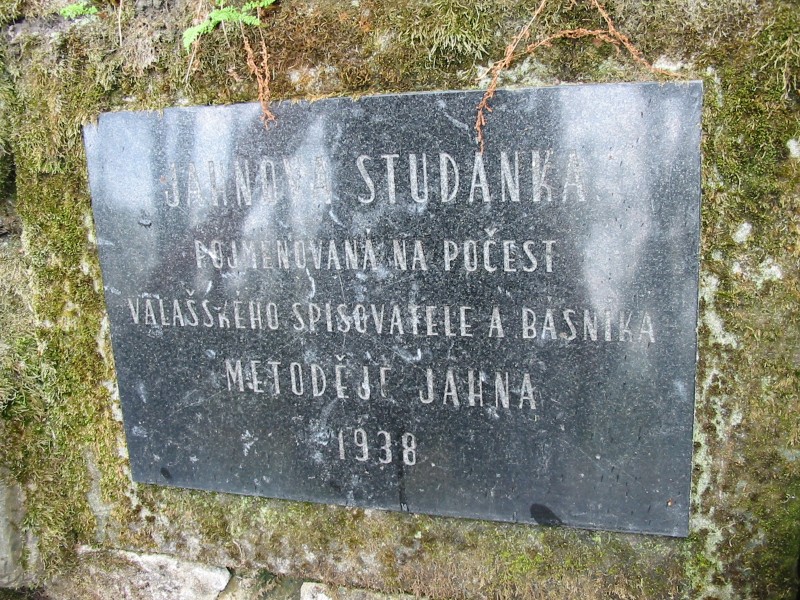 JAHNOVA STUDÁNKA
POJMENOVANÁ NA POČEST
VALAŠSKÉHO SPISOVATELE A BÁSNÍKA
METODĚJE JAHNA
1938